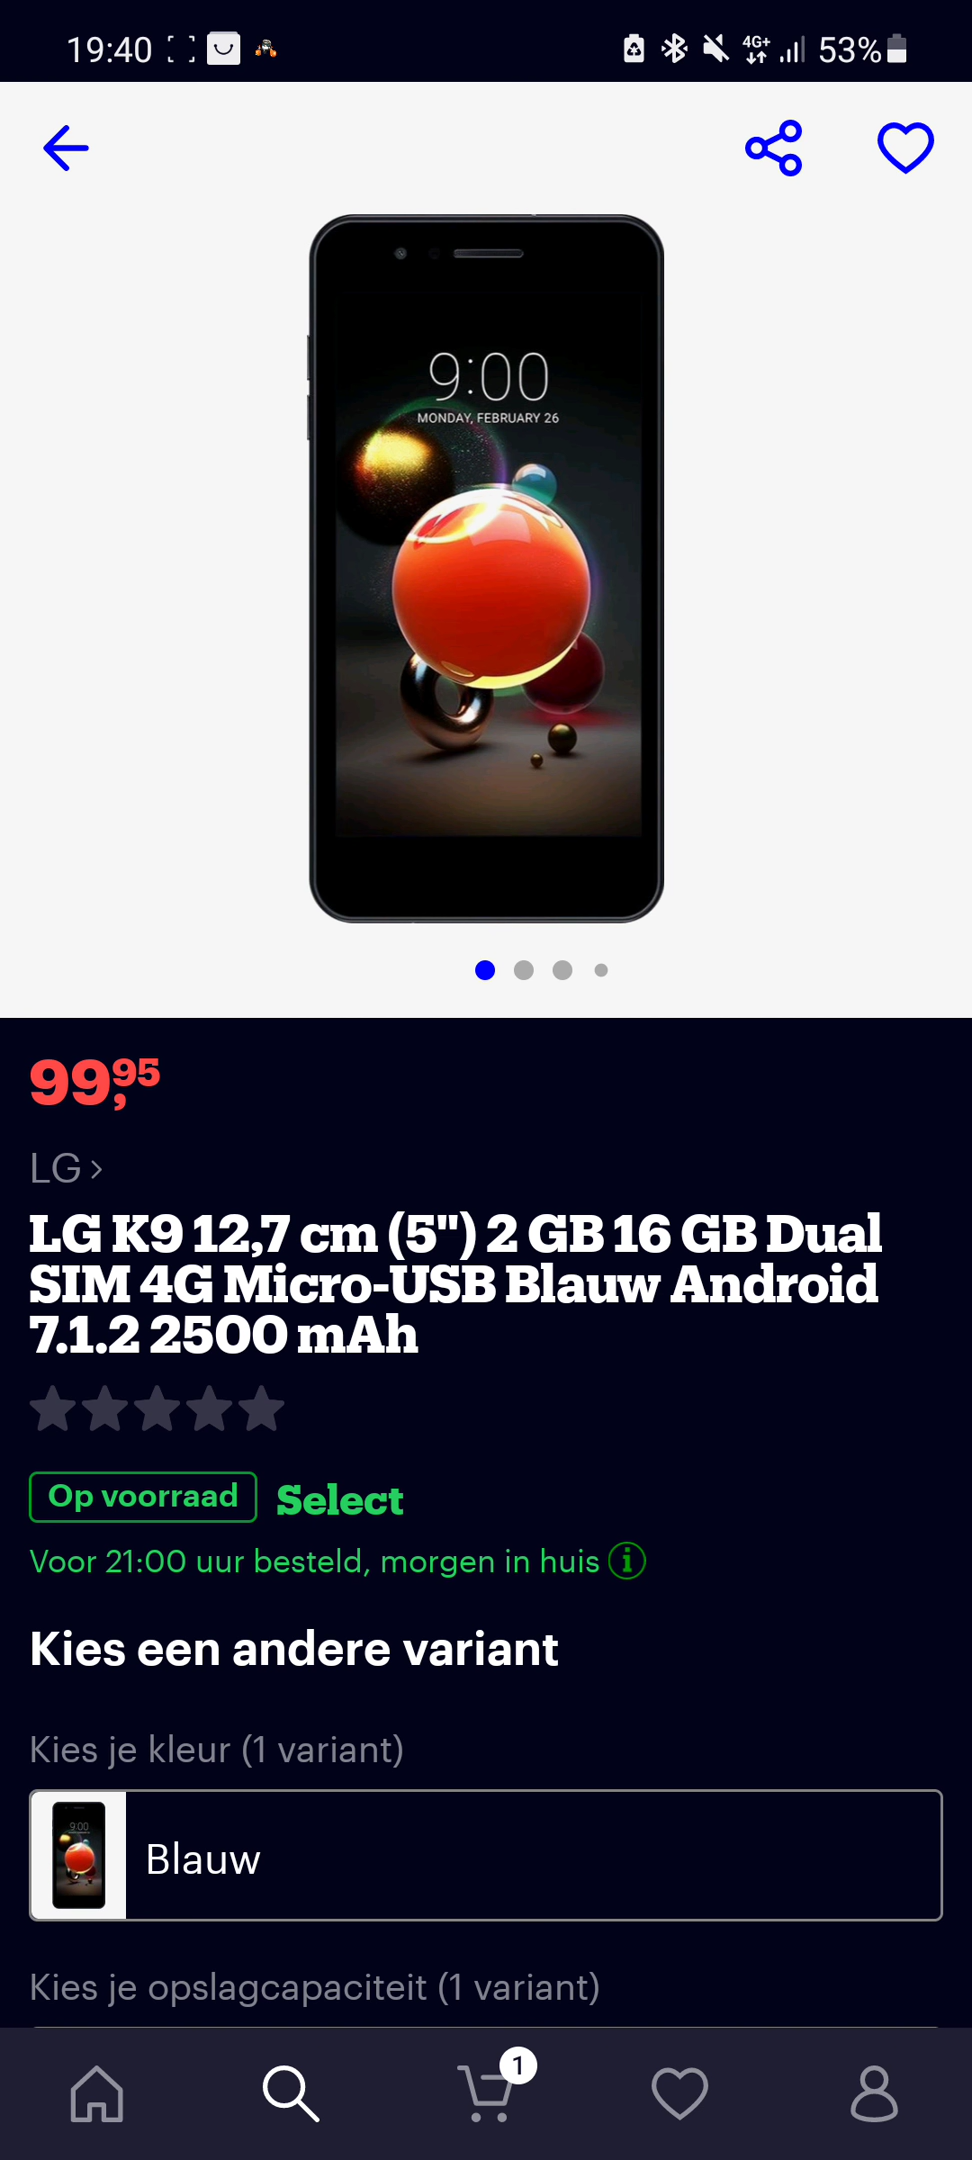 19:40
4G+
53%
9:00
MONDAY, FEBRUARY 26
99,95
LG
LG K9 12,7 cm (5") 2 GB 16 GB Dual
SIM 4G Micro-USB Blauw Android
7.1.2 2500 mAh
Op voorraad Select
Voor 21:00 uur besteld, morgen in huis
Kies een andere variant
Kies je kleur (1 variant)
9:00
Blauw
Kies je opslagcapaciteit (1 variant)
1